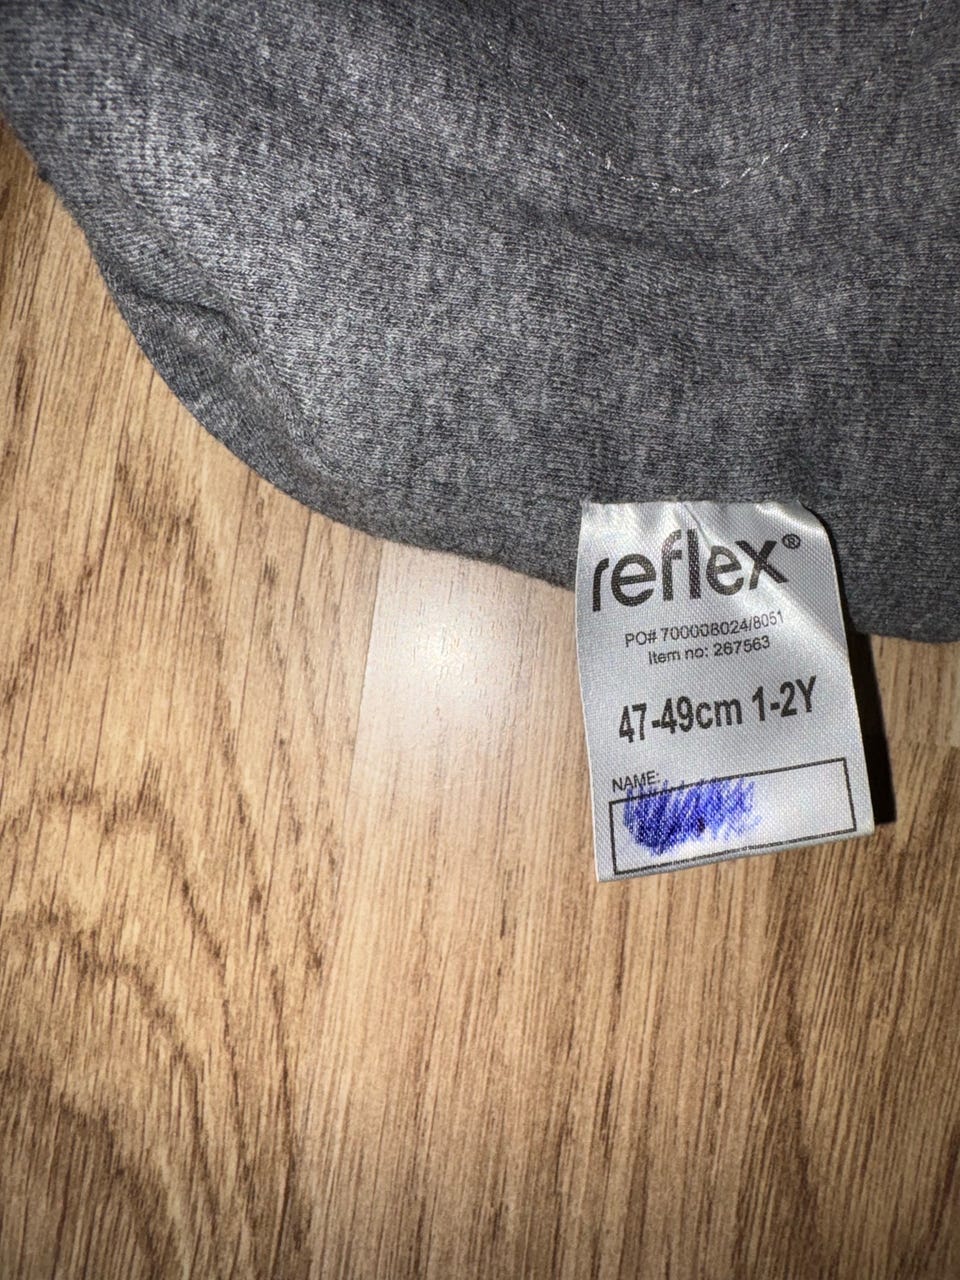 reflex®
PO# 700008024/8051
Item no: 267563
47-49cm 1-2Y
NAME: